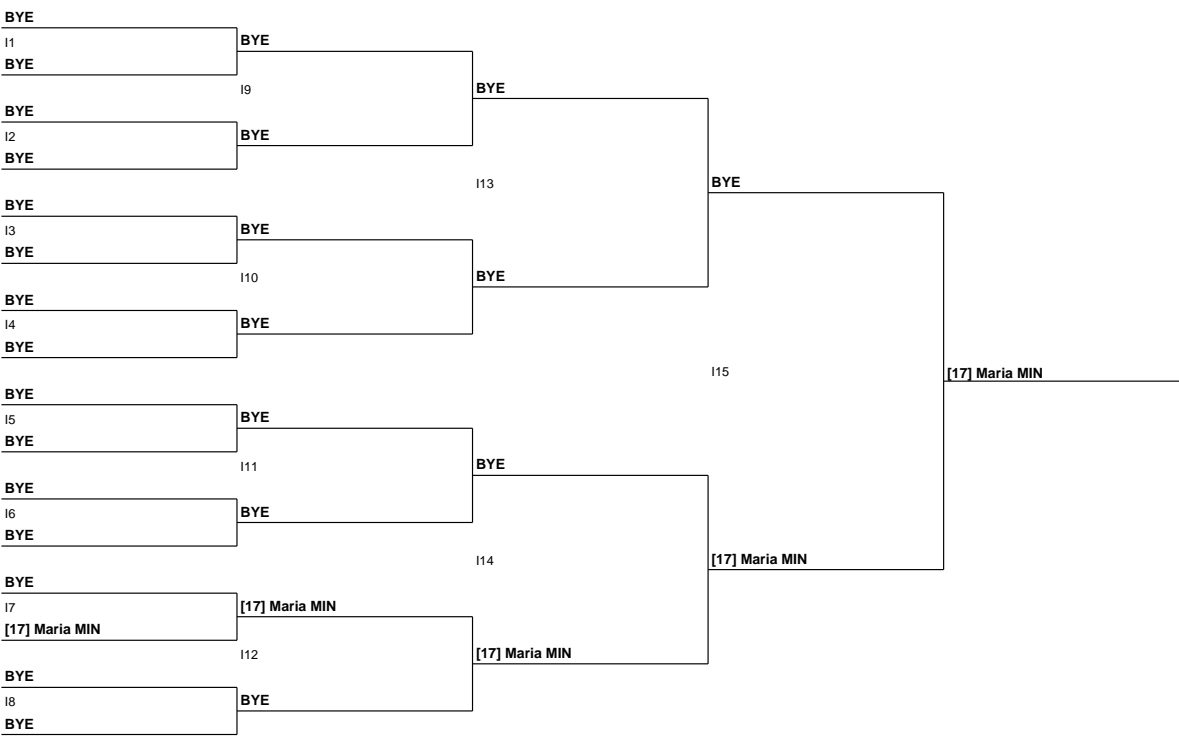 BYE
I1
BYE
BYE
I2
BYE
BYE
I3
BYE
BYE
I4
BYE
BYE
I5
BYE
BYE
I6
BYE
BYE
I7
[17] Maria MIN
BYE
I8
BYE
BYE
I9
BYE
BYE
I10
BYE
BYE
I11
BYE
[17] Maria MIN
I12
BYE
BYE
I13
BYE
BYE
I14
[17] Maria MIN
BYE
I15
[17] Maria MIN
[17] Maria MIN